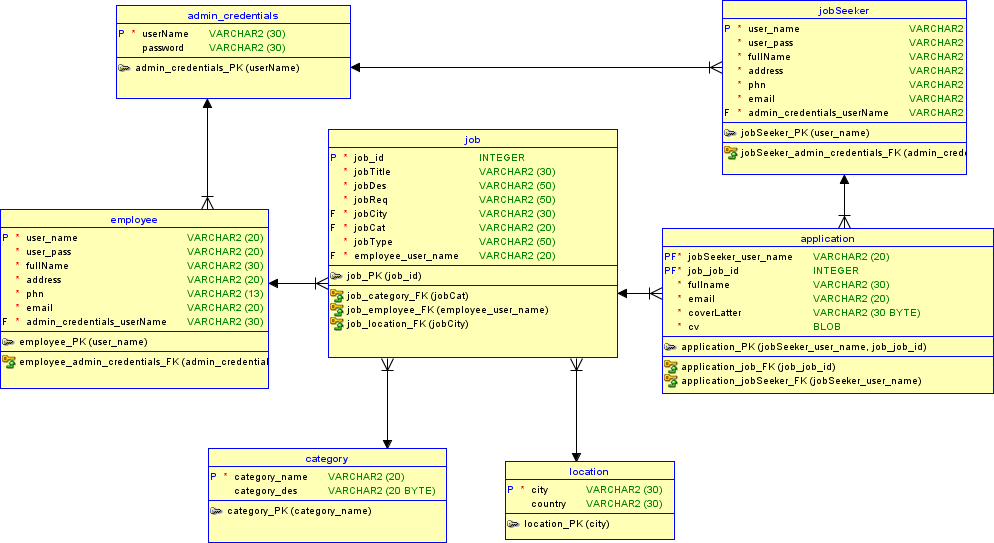 admin_credentials
P * userName VARCHAR2 (30)
password VARCHAR2 (30)
admin_credentials_PK (userName)
jobSeeker
P * user_name VARCHAR2
* user_pass VARCHAR2
* fullName VARCHAR2
* address VARCHAR2
* phn VARCHAR2
* email VARCHAR2
F * admin_credentials_userName VARCHAR2
jobSeeker_PK (user_name)
jobSeeker_admin_credentials_FK (admin_crede
job
P * job_id INTEGER
* jobTitle VARCHAR2 (30)
* jobDes VARCHAR2 (50)
* jobReq VARCHAR2 (50)
F * jobCity VARCHAR2 (30)
F * jobCat VARCHAR2 (20)
* jobType VARCHAR2 (50)
F * employee_user_name VARCHAR2 (20)
job_PK (job_id)
job_category_FK (jobCat)
job_employee_FK (employee_user_name)
job_location_FK (jobCity)
employee
P * user_name VARCHAR2 (20)
* user_pass VARCHAR2 (20)
* fullName VARCHAR2 (30)
* address VARCHAR2 (20)
* phn VARCHAR2 (13)
* email VARCHAR2 (20)
F * admin_credentials_userName VARCHAR2 (30)
employee_PK (user_name)
employee_admin_credentials_FK (admin_credential
application
PF* jobSeeker_user_name VARCHAR2 (20)
PF* job_job_id INTEGER
* fullname VARCHAR2 (30)
* email VARCHAR2 (20)
* coverLatter VARCHAR2 (30 BYTE)
* cv BLOB
application_PK (jobSeeker_user_name, job_job_id)
application_job_FK (job_job_id)
application_jobSeeker_FK (jobSeeker_user_name)
category
P * category_name VARCHAR2 (20)
category_des VARCHAR2 (20 BYTE)
category_PK (category_name)
location
P * city VARCHAR2 (30)
country VARCHAR2 (30)
location_PK (city)